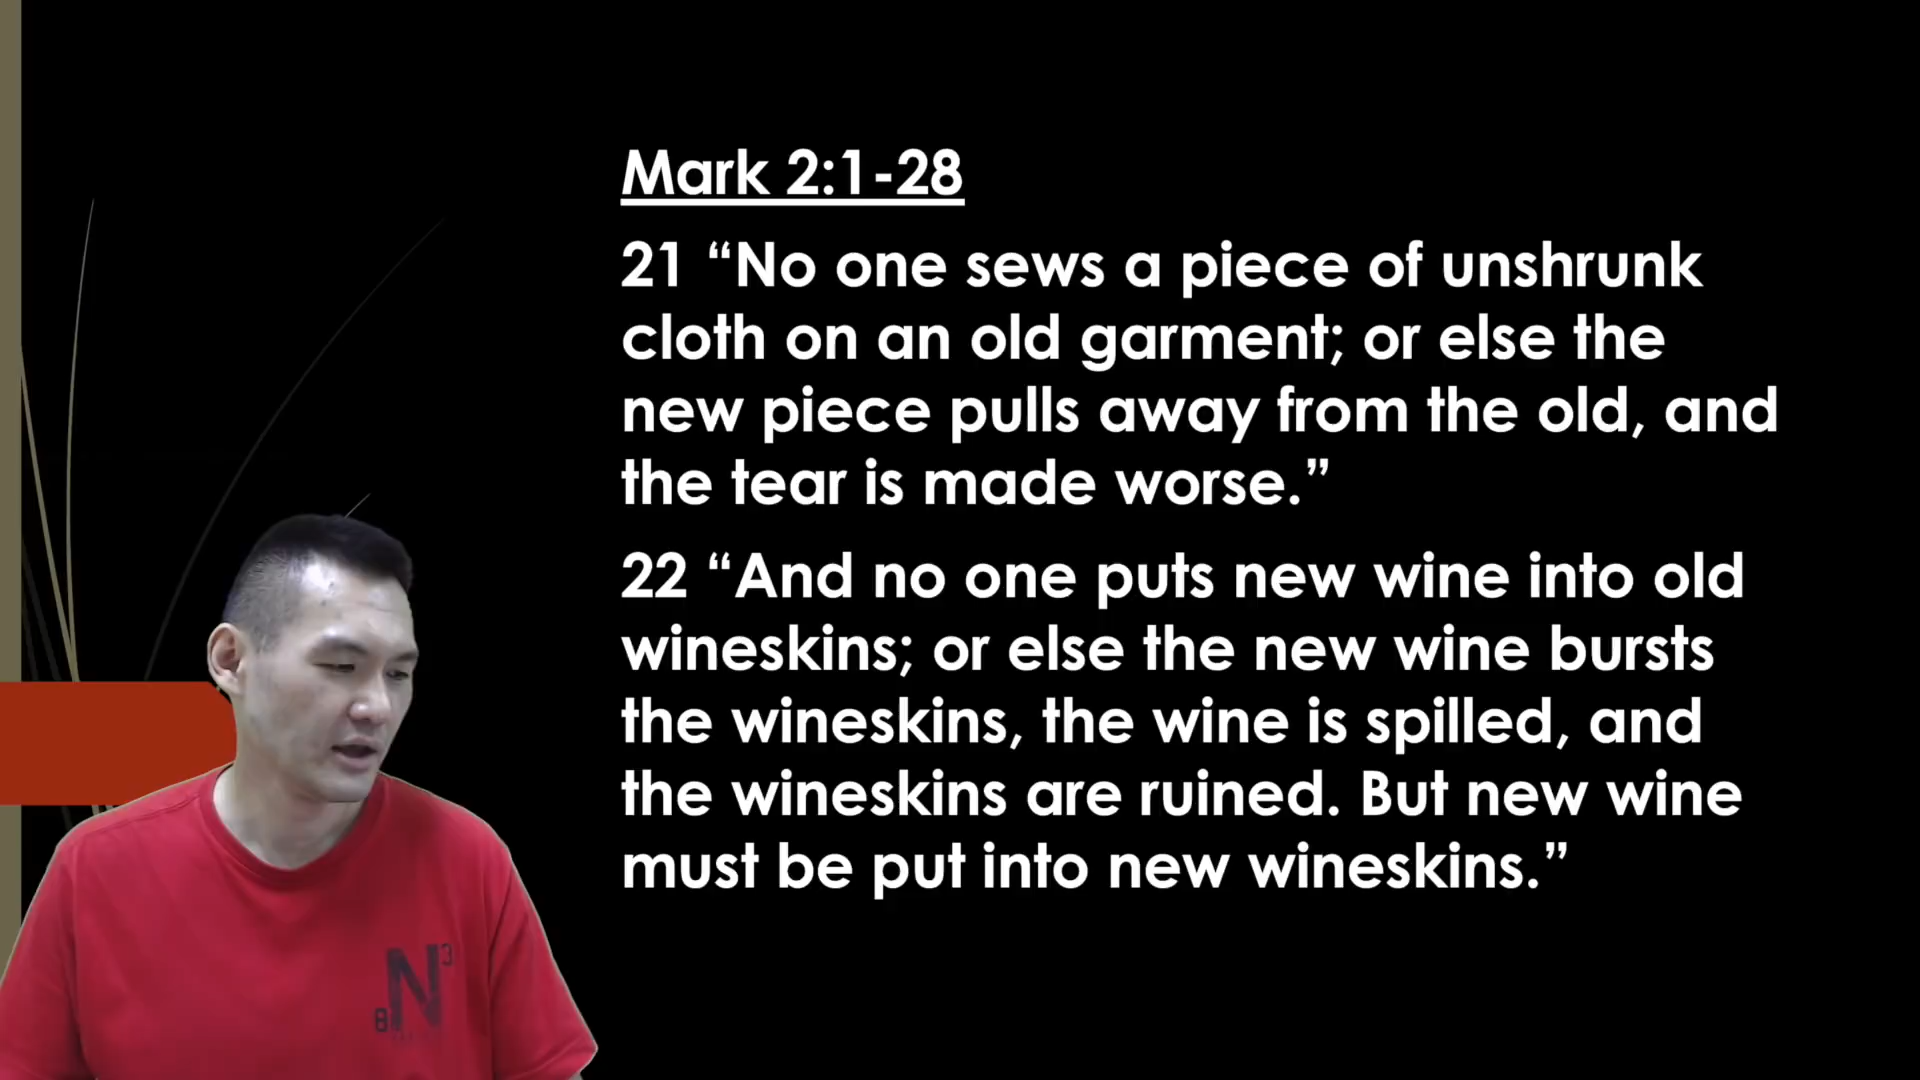 Mark 2:1-28
21 “No one sews a piece of unshrunk
cloth on an old garment; or else the
new piece pulls away from the old, and
the tear is made worse.”
22 “And no one puts new wine into old
wineskins; or else the new wine bursts
the wineskins, the wine is spilled, and
the wineskins are ruined. But new wine
must be put into new wineskins.”
N3
8